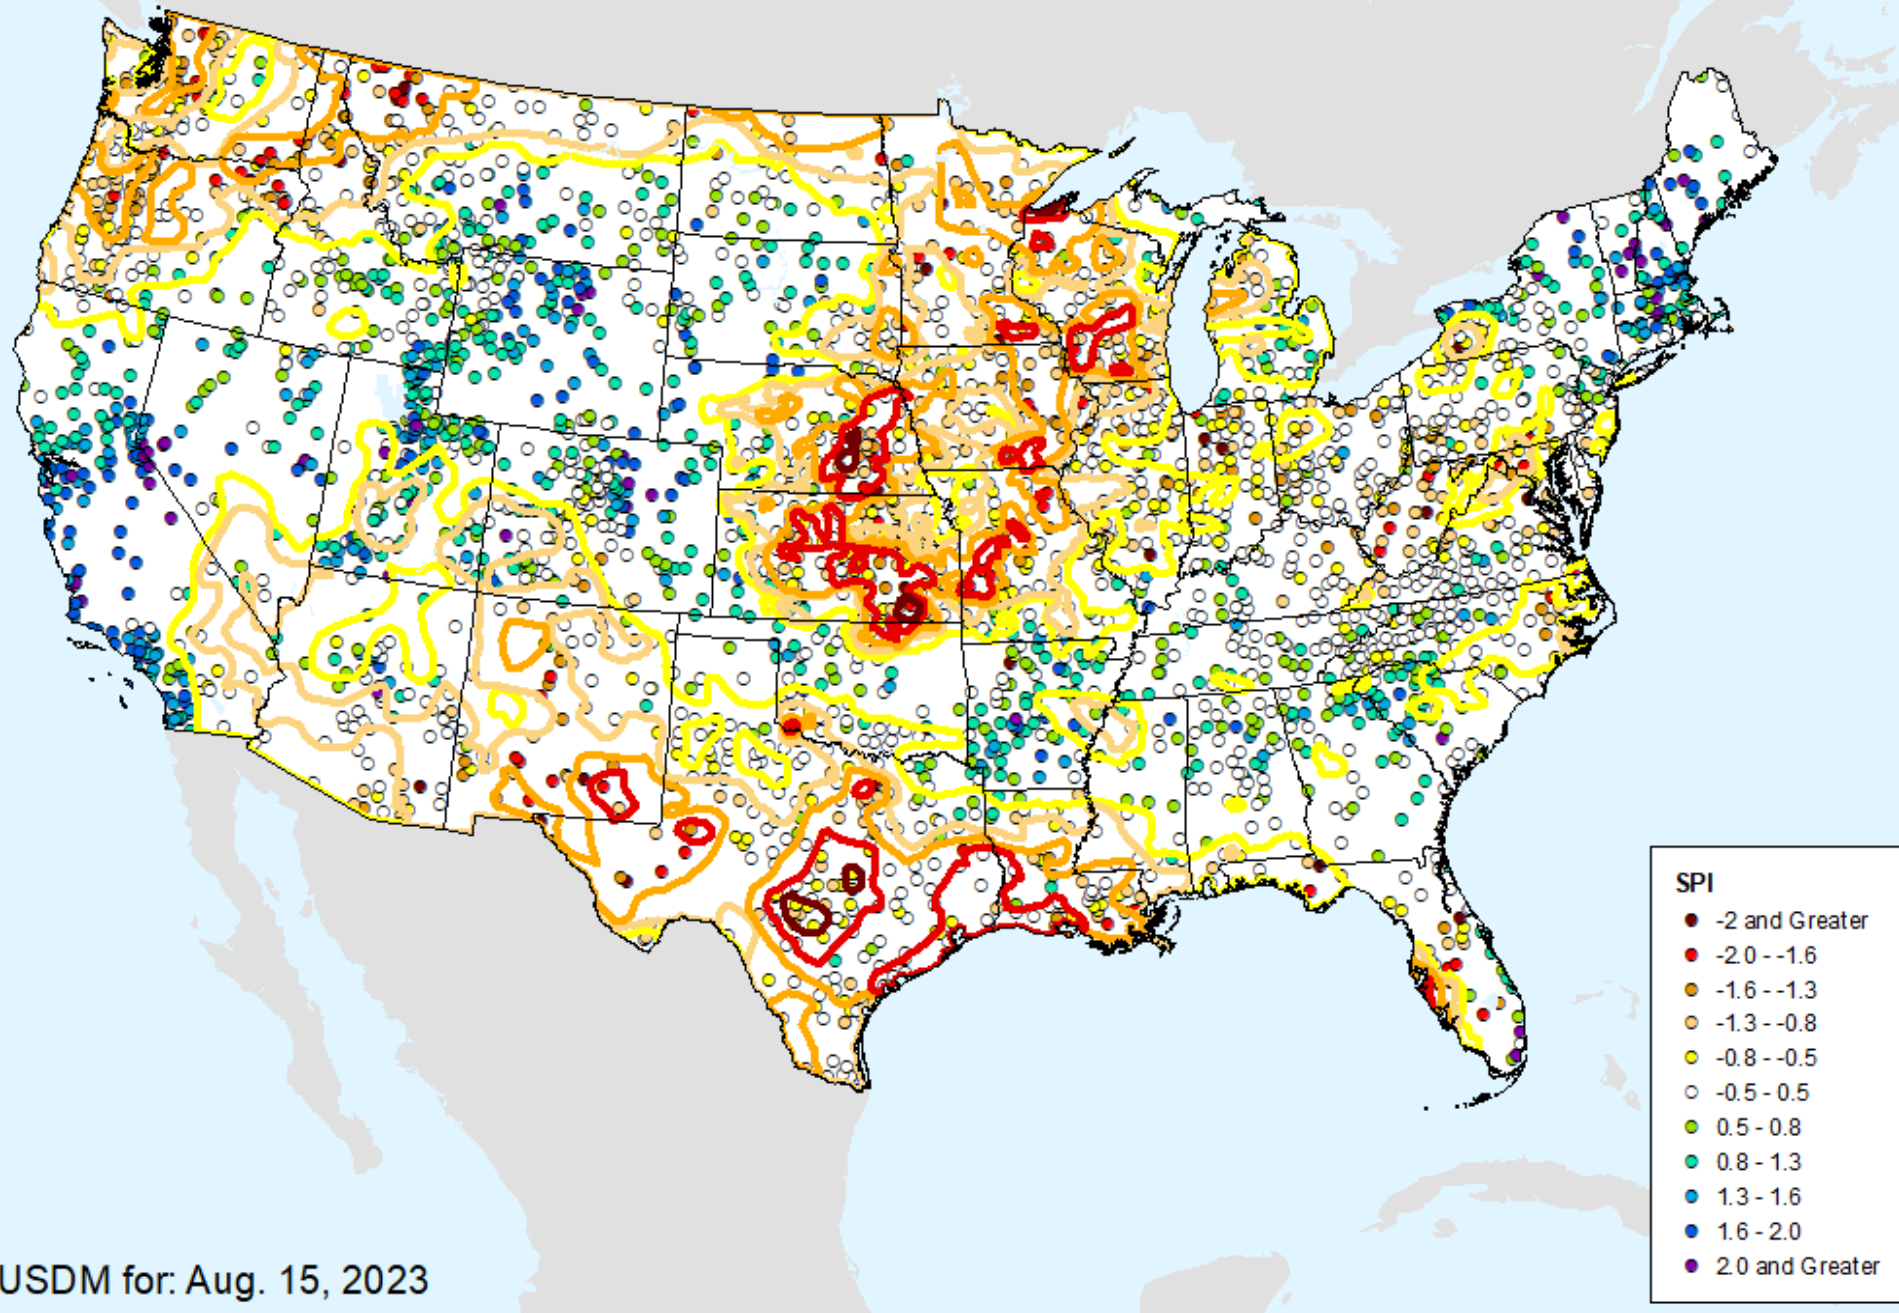 SPI
-2 and Greater
-2.0 - -1.6
-1.6 - -1.3
-1.3 - -0.8
-0.8 - -0.5
-0.5 - 0.5
0.5 - 0.8
0.8 - 1.3
1.3 - 1.6
1.6 - 2.0
2.0 and Greater
USDM for: Aug. 15, 2023